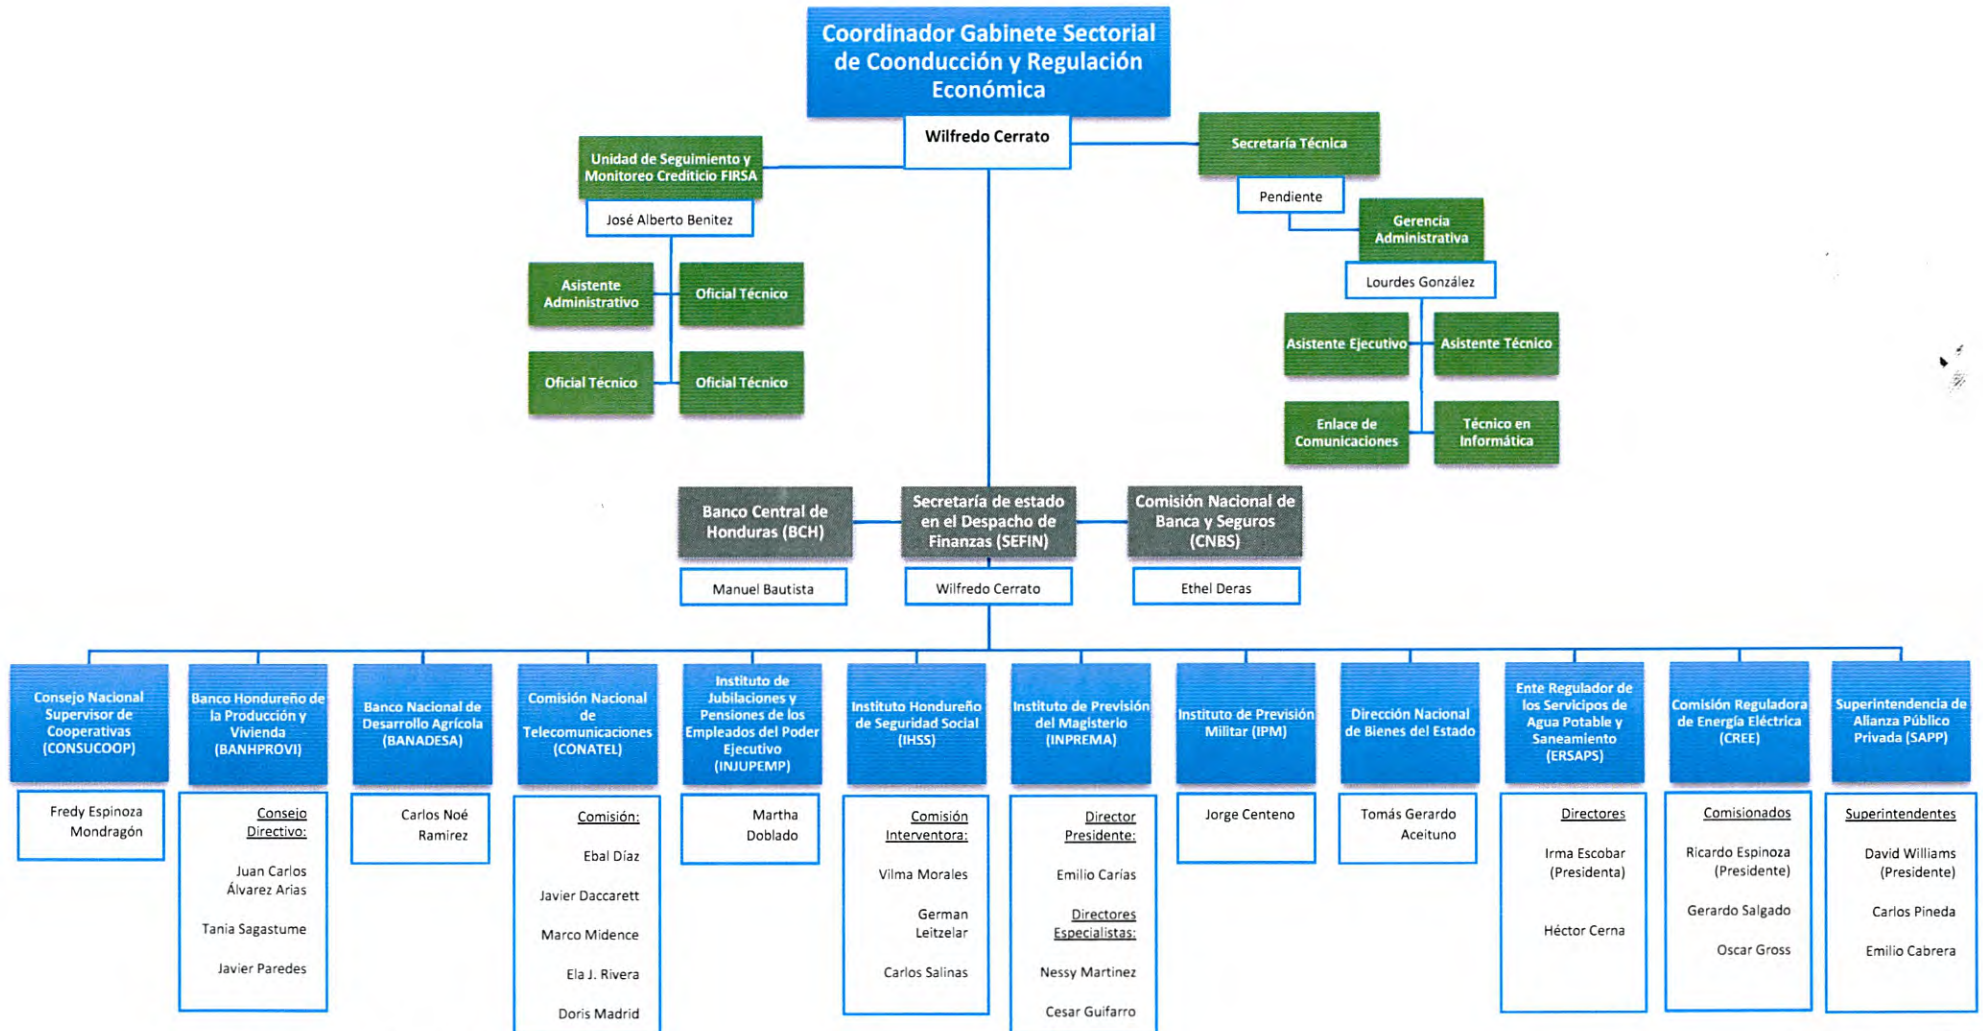 Coordinador Gabinete Sectorial
de Coonducción y Regulación
Económica
Wilfredo Cerrato
Unidad de Seguimiento y
Monitoreo Crediticio FIRSA
José Alberto Benitez
Asistente
Administrativo
Oficial Técnico
Oficial Técnico
Oficial Técnico
Secretaría Técnica
Pendiente
Gerencia
Administrativa
Lourdes González
Asistente Ejecutivo
Asistente Técnico
Enlace de
Comunicaciones
Técnico en
Informática
Banco Central de
Honduras (BCH)
Manuel Bautista
Secretaría de estado
en el Despacho de
Finanzas (SEFIN)
Wilfredo Cerrato
Comisión Nacional de
Banca y Seguros
(CNBS)
Ethel Deras
Consejo Nacional
Supervisor de
Cooperativas
(CONSUCOOP)
Fredy Espinoza
Mondragón
Banco Hondureño de
la Producción y
Vivienda
(BANHPROVI)
Consejo
Directivo:
Juan Carlos
Álvarez Arias
Tania Sagastume
Javier Paredes
Banco Nacional de
Desarrollo Agrícola
(BANADESA)
Carlos Noé
Ramirez
Comisión Nacional
de
Telecomunicaciones
(CONATEL)
Comisión:
Ebal Díaz
Javier Daccarett
Marco Midence
Ela J. Rivera
Doris Madrid
Instituto de
Jubilaciones y
Pensiones de los
Empleados del Poder
Ejecutivo
(INJUPEMP)
Martha
Doblado
Instituto Hondureño
de Seguridad Social
(IHSS)
Comisión
Interventora:
Vilma Morales
German
Leitzelar
Carlos Salinas
Instituto de Previsión
del Magisterio
(INPREMA)
Director
Presidente:
Emilio Carías
Directores
Especialistas:
Nessy Martinez
Cesar Guifarro
Instituto de Previsión
Militar (IPM)
Jorge Centeno
Dirección Nacional
de Bienes del Estado
Tomás Gerardo
Aceituno
Ente Regulador de
los Servicipos de
Agua Potable y
Saneamiento
(ERSAPS)
Directores
Irma Escobar
(Presidenta)
Héctor Cerna
Comisión Reguladora
de Energía Eléctrica
(CREE)
Comisionados
Ricardo Espinoza
(Presidente)
Gerardo Salgado
Oscar Gross
Superintendencia de
Alianza Público
Privada (SAPP)
Superintendentes
David Williams
(Presidente)
Carlos Pineda
Emilio Cabrera